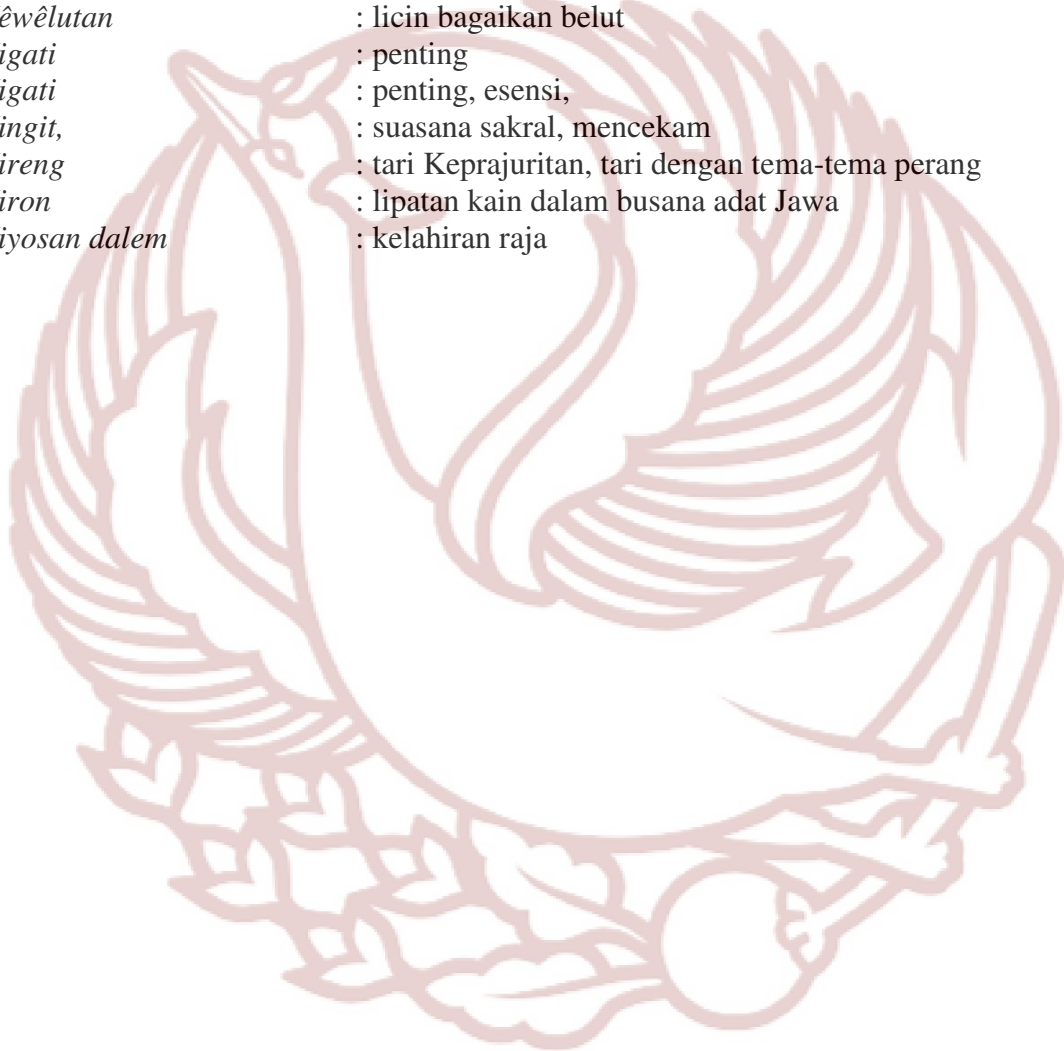 êwêlutan : licin bagaikan belut
igati : penting
igati : penting, esensi,
ingit, : suasana sakral, mencekam
ireng : tari Keprajuritan, tari dengan tema-tema perang
iron : lipatan kain dalam busana adat Jawa
iyosan dalem : kelahiran raja